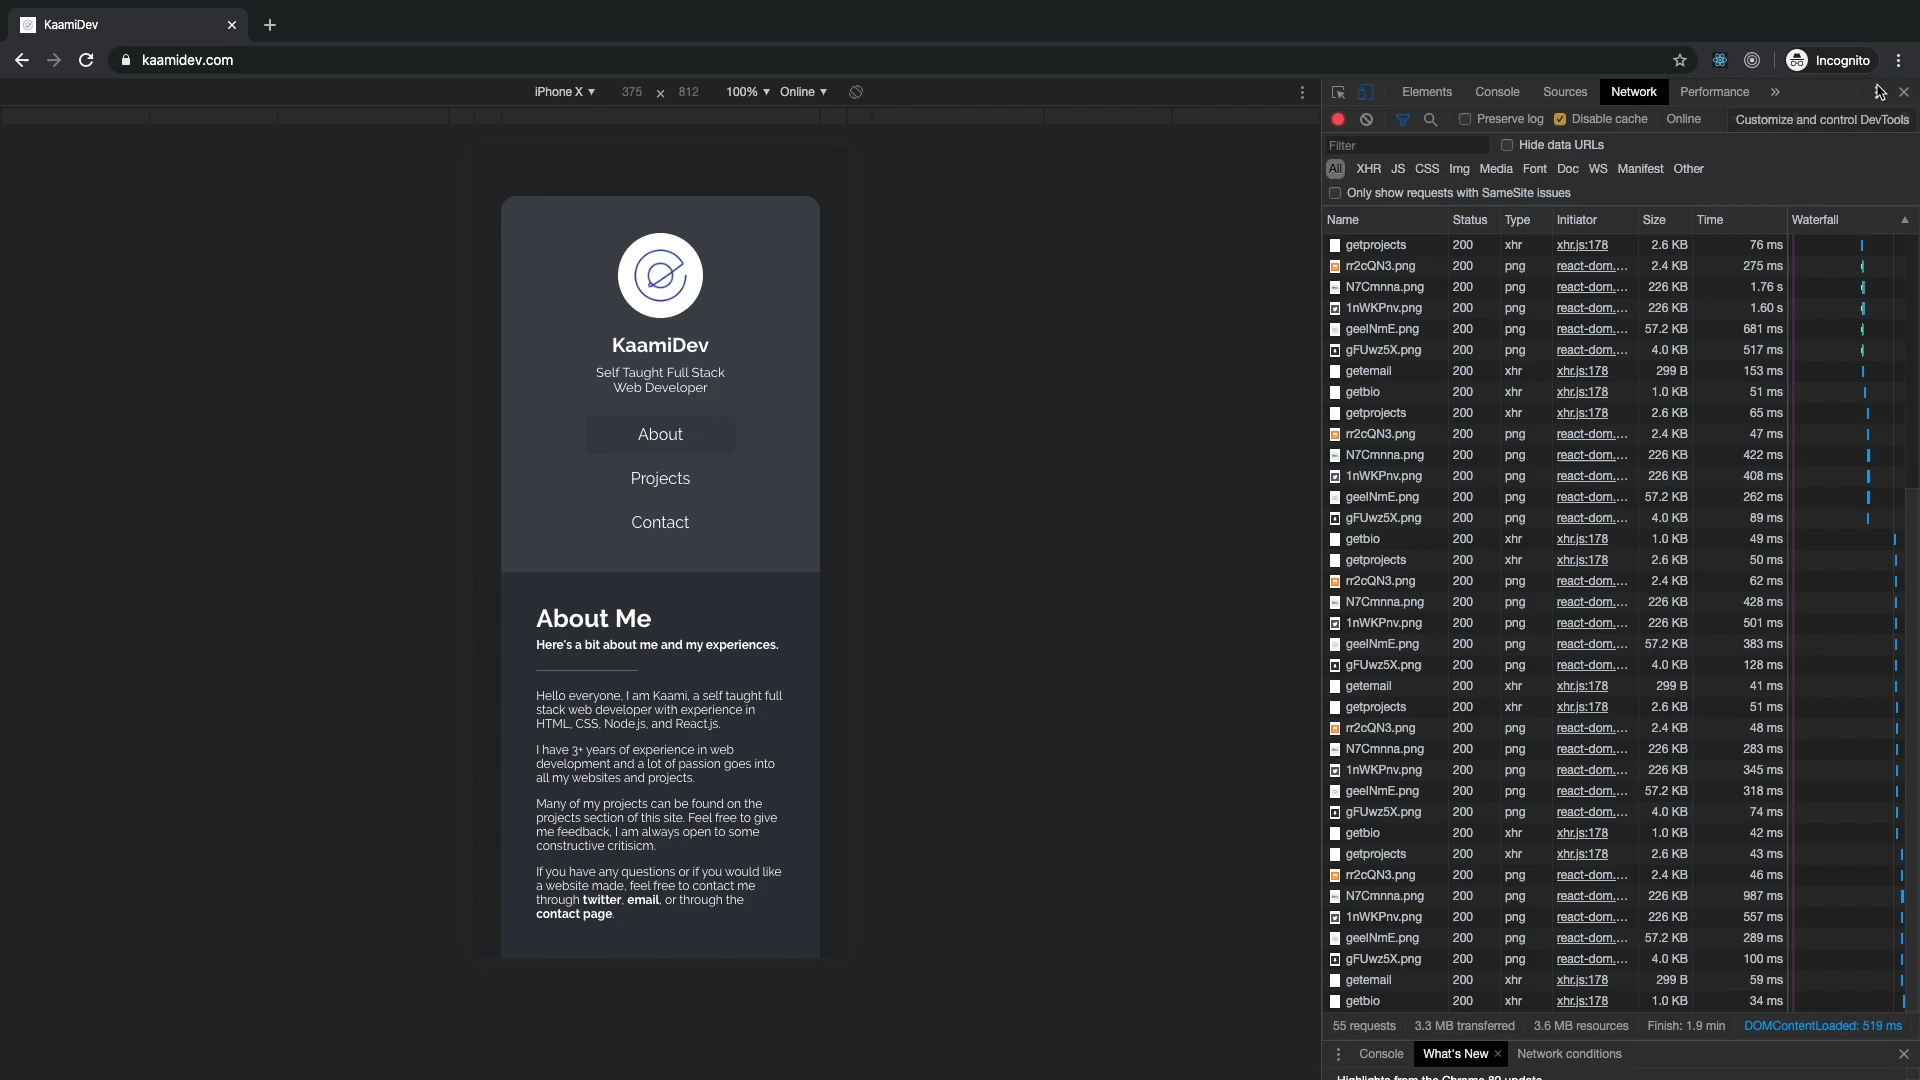 KaamiDev
kaamidev.com
Incognito
iPhone X
375 x 812
100%
Online
Elements
Console
Sources
Network
Performance
»
Preserve log
Disable cache
Online
Customize and control DevTools
Filter
Hide data URLs
All XHR JS CSS Img Media Font Doc WS Manifest Other
Only show requests with SameSite issues
Name Status Type Initiator Size Time Waterfall
getprojects 200 xhr xhr.js:178 2.6 KB 76 ms
rr2cQN3.png 200 png react-dom.... 2.4 KB 275 ms
N7Cmnna.png 200 png react-dom.... 226 KB 1.76 s
1nWKPnv.png 200 png react-dom.... 226 KB 1.60 s
geeINmE.png 200 png react-dom.... 57.2 KB 681 ms
gFUwz5X.png 200 png react-dom.... 4.0 KB 517 ms
getemail 200 xhr xhr.js:178 299 B 153 ms
getbio 200 xhr xhr.js:178 1.0 KB 51 ms
getprojects 200 xhr xhr.js:178 2.6 KB 65 ms
rr2cQN3.png 200 png react-dom.... 2.4 KB 47 ms
N7Cmnna.png 200 png react-dom.... 226 KB 422 ms
1nWKPnv.png 200 png react-dom.... 226 KB 408 ms
geeINmE.png 200 png react-dom.... 57.2 KB 262 ms
gFUwz5X.png 200 png react-dom.... 4.0 KB 89 ms
getbio 200 xhr xhr.js:178 1.0 KB 49 ms
getprojects 200 xhr xhr.js:178 2.6 KB 50 ms
rr2cQN3.png 200 png react-dom.... 2.4 KB 62 ms
N7Cmnna.png 200 png react-dom.... 226 KB 428 ms
1nWKPnv.png 200 png react-dom.... 226 KB 501 ms
geeINmE.png 200 png react-dom.... 57.2 KB 383 ms
gFUwz5X.png 200 png react-dom.... 4.0 KB 128 ms
getemail 200 xhr xhr.js:178 299 B 41 ms
getprojects 200 xhr xhr.js:178 2.6 KB 51 ms
rr2cQN3.png 200 png react-dom.... 2.4 KB 48 ms
N7Cmnna.png 200 png react-dom.... 226 KB 283 ms
1nWKPnv.png 200 png react-dom.... 226 KB 345 ms
geeINmE.png 200 png react-dom.... 57.2 KB 318 ms
gFUwz5X.png 200 png react-dom.... 4.0 KB 74 ms
getbio 200 xhr xhr.js:178 1.0 KB 42 ms
getprojects 200 xhr xhr.js:178 2.6 KB 43 ms
rr2cQN3.png 200 png react-dom.... 2.4 KB 46 ms
N7Cmnna.png 200 png react-dom.... 226 KB 987 ms
1nWKPnv.png 200 png react-dom.... 226 KB 557 ms
geeINmE.png 200 png react-dom.... 57.2 KB 289 ms
gFUwz5X.png 200 png react-dom.... 4.0 KB 100 ms
getemail 200 xhr xhr.js:178 299 B 59 ms
getbio 200 xhr xhr.js:178 1.0 KB 34 ms
55 requests 3.3 MB transferred 3.6 MB resources Finish: 1.9 min DOMContentLoaded: 519 ms
Console What's New Network conditions
Highlights from the Chrome 80 update
KaamiDev
Self Taught Full Stack
Web Developer
About
Projects
Contact
About Me
Here's a bit about me and my experiences.
Hello everyone, I am Kaami, a self taught full
stack web developer with experience in
HTML, CSS, Node.js, and React.js.
I have 3+ years of experience in web
development and a lot of passion goes into
all my websites and projects.
Many of my projects can be found on the
projects section of this site. Feel free to give
me feedback, I am always open to some
constructive critisicm.
If you have any questions or if you would like
a website made, feel free to contact me
through twitter, email, or through the
contact page.